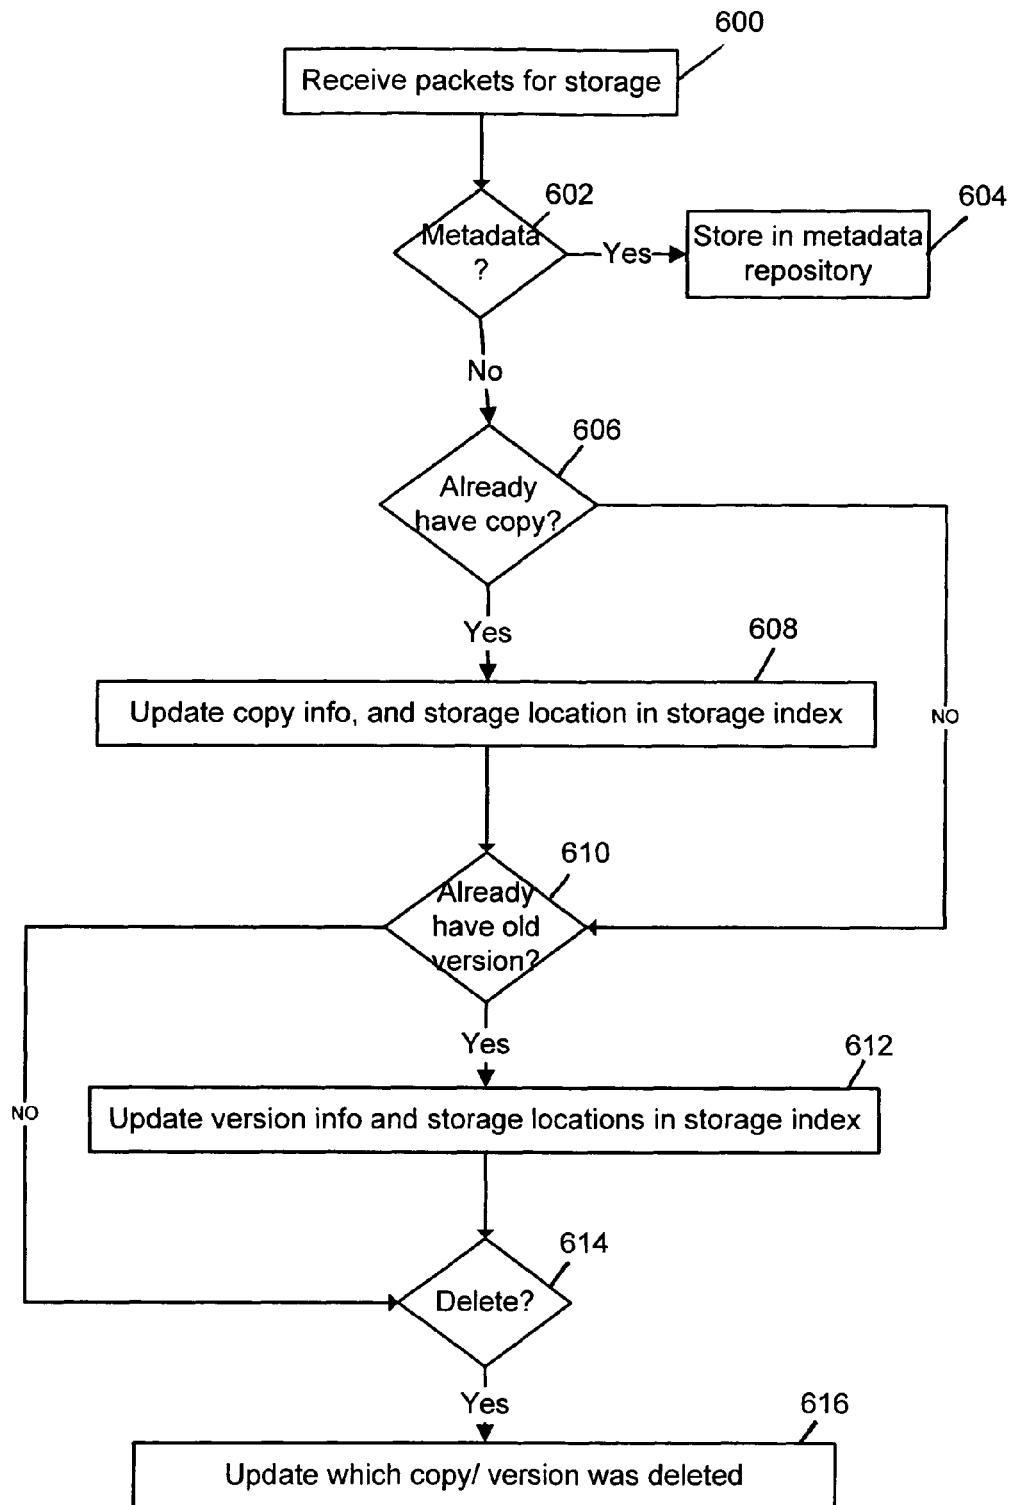 600
Receive packets for storage
602
Metadata
?
Yes
604
Store in metadata
repository
No
606
Already
have copy?
Yes
608
Update copy info, and storage location in storage index
NO
610
Already
have old
version?
Yes
612
NO
Update version info and storage locations in storage index
614
Delete?
Yes
616
Update which copy/ version was deleted